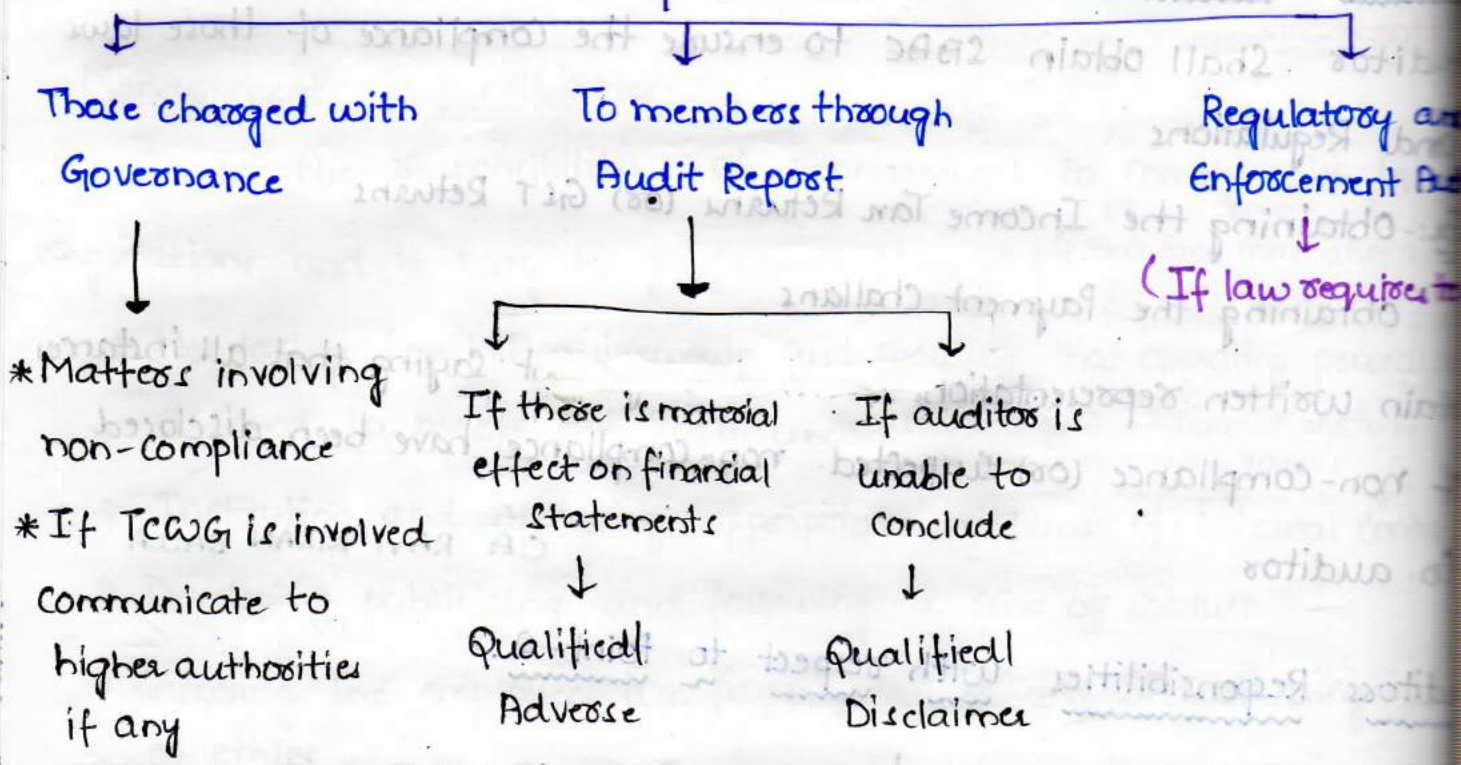 Those charged with
Governance
* Matters involving
non-compliance
* If TCWG is involved
communicate to
higher authorities
if any
To members through
Audit Report
If there is material
effect on financial
Statements
Qualified/
Adverse
If auditor is
unable to
conclude
Qualified/
Disclaimer
Regulatory
Enforcement
(If law requires